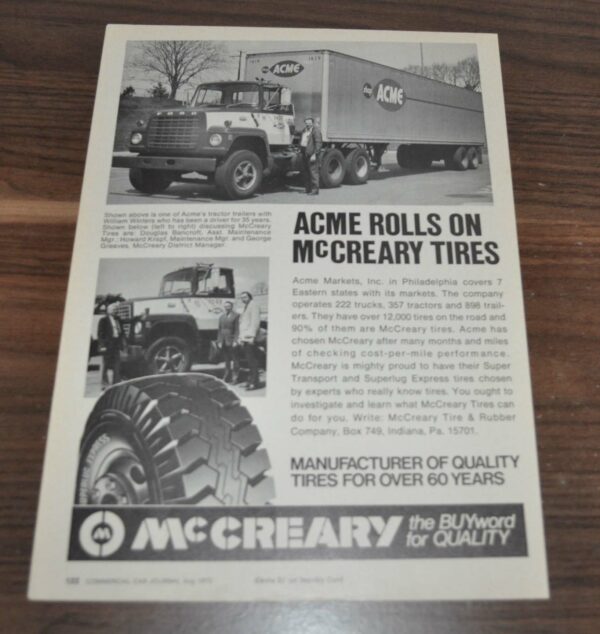 ACME
ACME
FORD
Shown above is one of Acme's tractor trailers with
William Winters who has been a driver for 35 years.
Shown below (left to right) discussing McCreary
Tires are: Douglas Bancroft, Asst. Maintenance
Mgr.; Howard Krapf, Maintenance Mgr. and George
Greaves, McCreary District Manager.
ACME ROLLS ON
McCREARY TIRES
Acme Markets, Inc. in Philadelphia covers 7
Eastern states with its markets. The company
operates 222 trucks, 357 tractors and 898 trail-
ers. They have over 12,000 tires on the road and
90% of them are McCreary tires. Acme has
chosen McCreary after many months and miles
of checking cost-per-mile performance.
McCreary is mighty proud to have their Super
Transport and Superlug Express tires chosen
by experts who really know tires. You ought to
investigate and learn what McCreary Tires can
do for you. Write: McCreary Tire & Rubber
Company, Box 749, Indiana, Pa. 15701.
MANUFACTURER OF QUALITY
TIRES FOR OVER 60 YEARS
McCREARY
the BUYword
for QUALITY
COMMERCIAL CAR JOURNAL, Aug. 1973